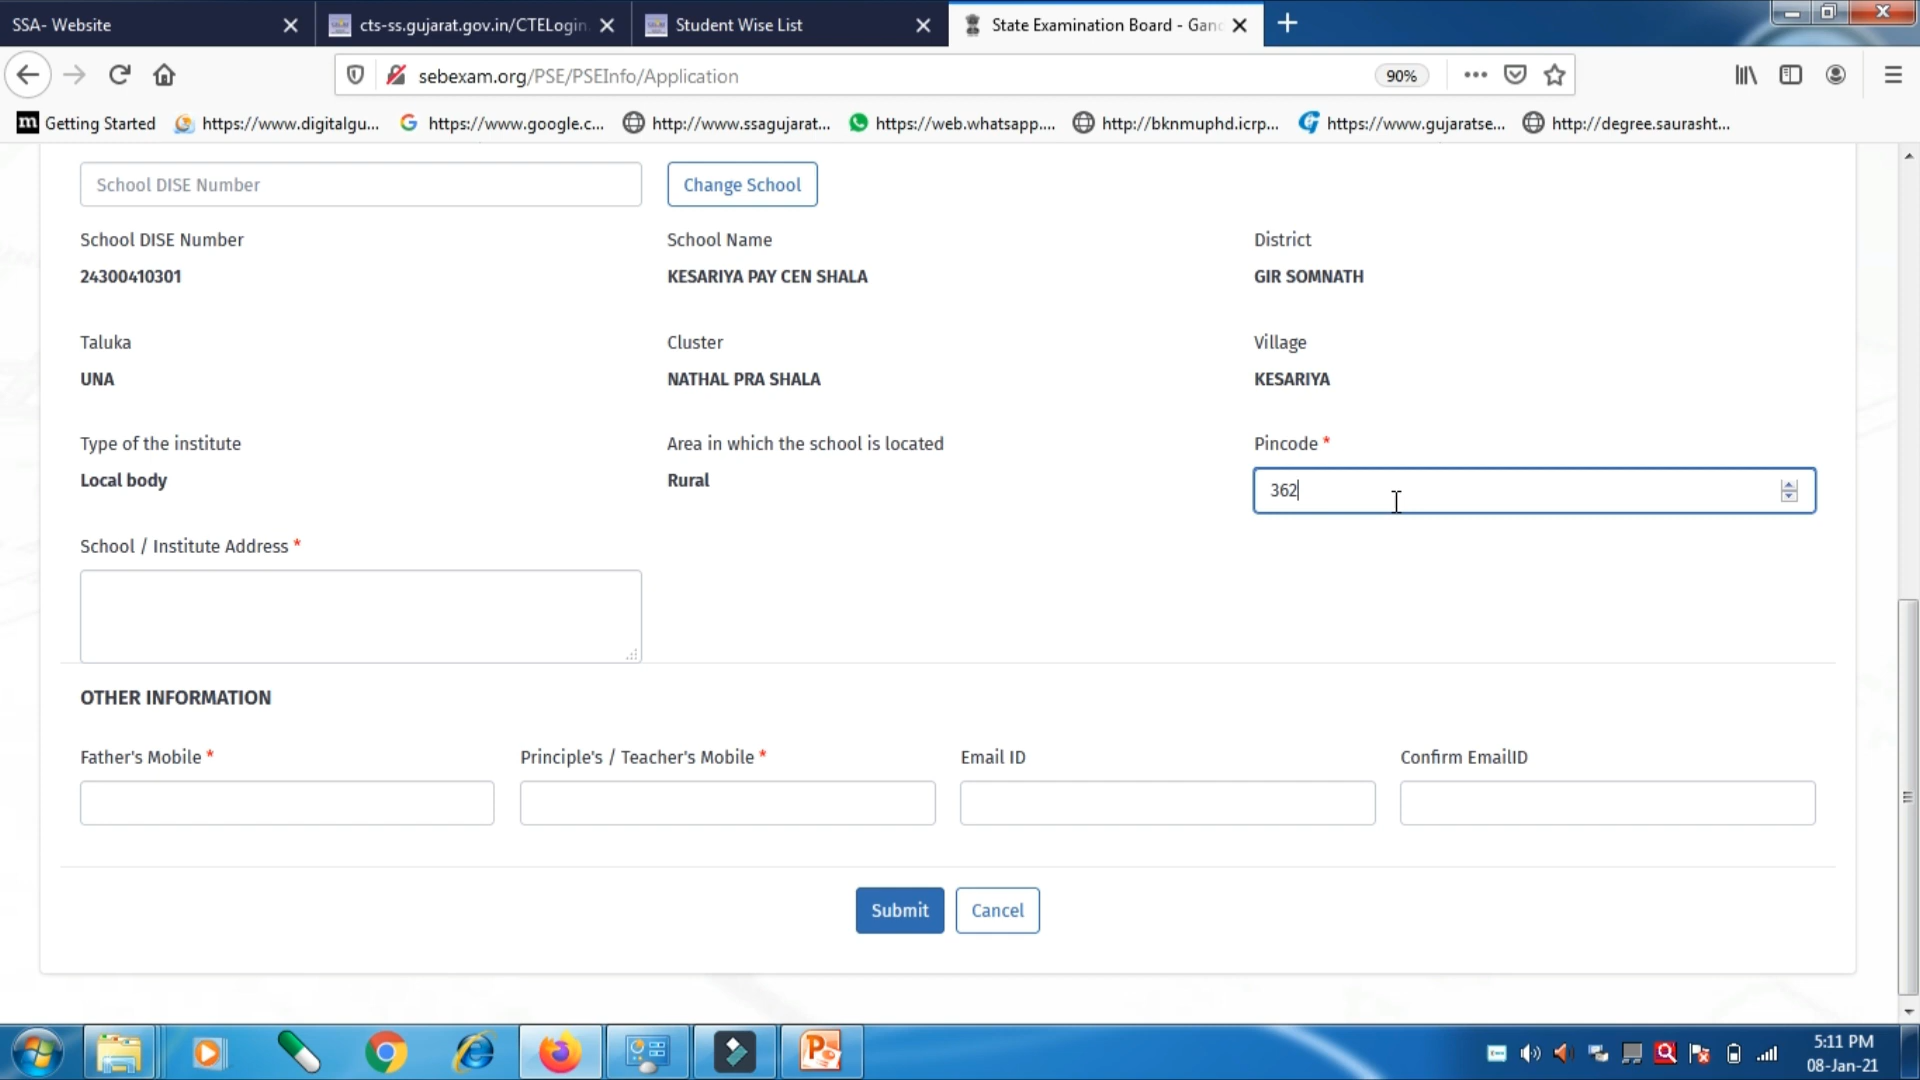 SSA- Website
cts-ss.gujarat.gov.in/CTELogin.
Student Wise List
State Examination Board - Gand
sebexam.org/PSE/PSEInfo/Application
90%
Getting Started
https://www.digitalgu...
https://www.google.c...
http://www.ssagujarat...
https://web.whatsapp....
http://bknmuphd.icrp...
https://www.gujaratse...
http://degree.saurasht...
School DISE Number
Change School
School DISE Number
School Name
District
24300410301
KESARIYA PAY CEN SHALA
GIR SOMNATH
Taluka
Cluster
Village
UNA
NATHAL PRA SHALA
KESARIYA
Type of the institute
Area in which the school is located
Pincode *
Local body
Rural
362
School / Institute Address *
OTHER INFORMATION
Father's Mobile *
Principle's / Teacher's Mobile *
Email ID
Confirm EmailID
Submit
Cancel
5:11 PM
08-Jan-21